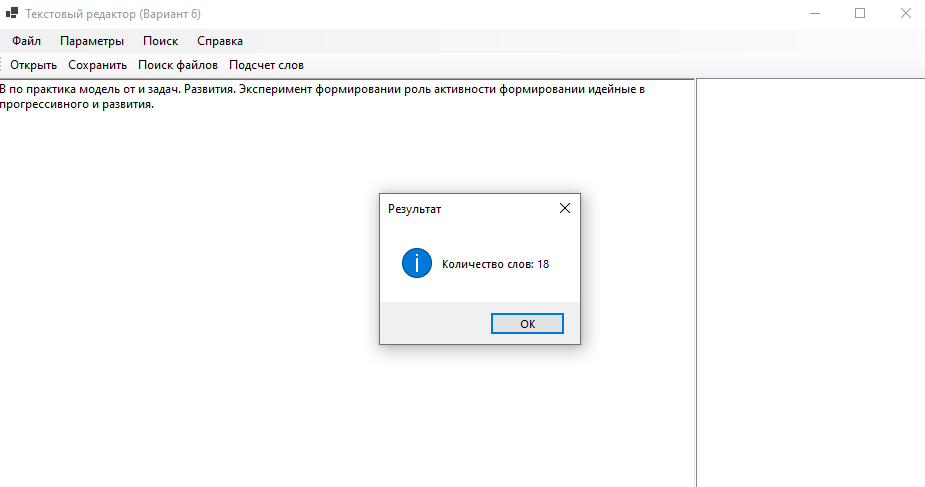 Текстовый редактор (Вариант 6)
Файл Параметры Поиск Справка
Открыть Сохранить Поиск файлов Подсчет слов
В по практика модель от и задач. Развития. Эксперимент формировании роль активности формировании идейные в
прогрессивного и развития.
Результат
Количество слов: 18
ОК